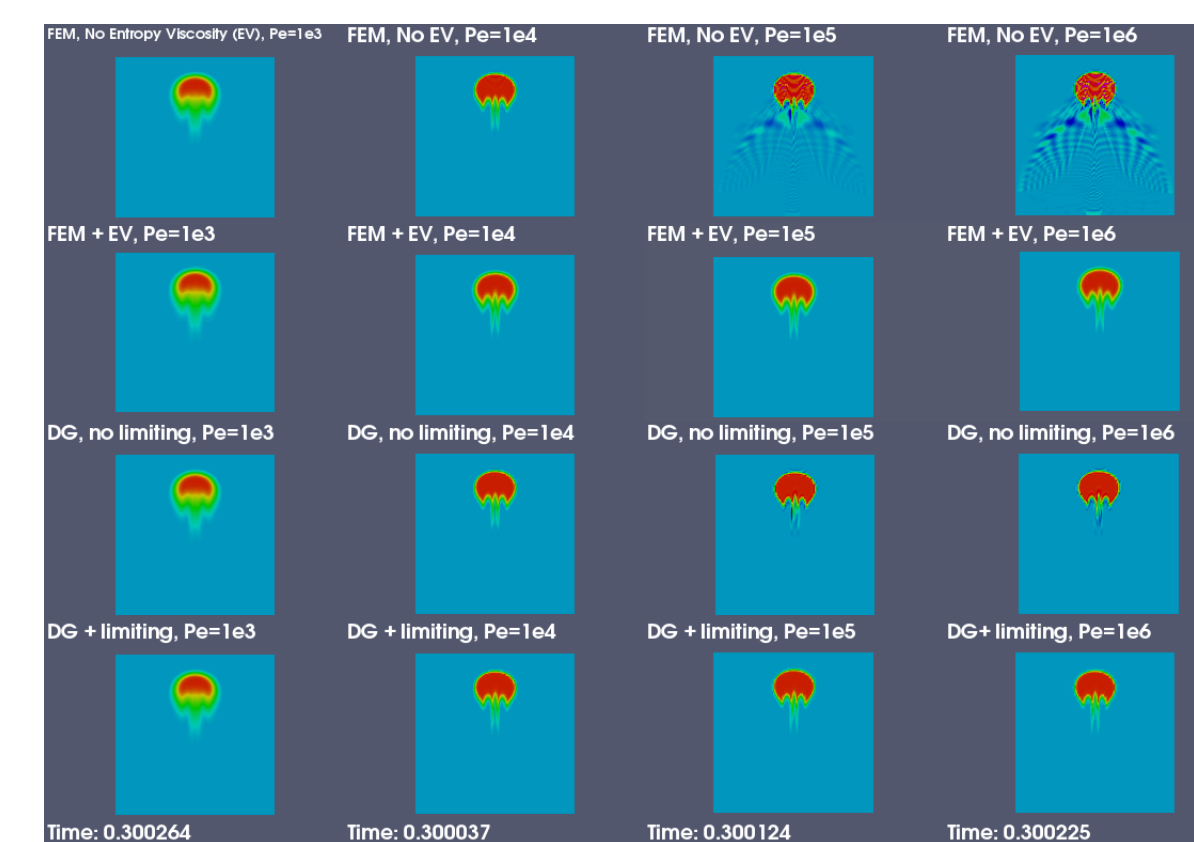 FEM, No Entropy Viscosity (EV), Pe=1e3
FEM, No EV, Pe=1e4
FEM, No EV, Pe=1e5
FEM, No EV, Pe=1e6
FEM + EV, Pe=1e3
FEM + EV, Pe=1e4
FEM + EV, Pe=1e5
FEM + EV, Pe=1e6
DG, no limiting, Pe=1e3
DG, no limiting, Pe=1e4
DG, no limiting, Pe=1e5
DG, no limiting, Pe=1e6
DG + limiting, Pe=1e3
DG + limiting, Pe=1e4
DG + limiting, Pe=1e5
DG+ limiting, Pe=1e6
Time: 0.300264
Time: 0.300037
Time: 0.300124
Time: 0.300225